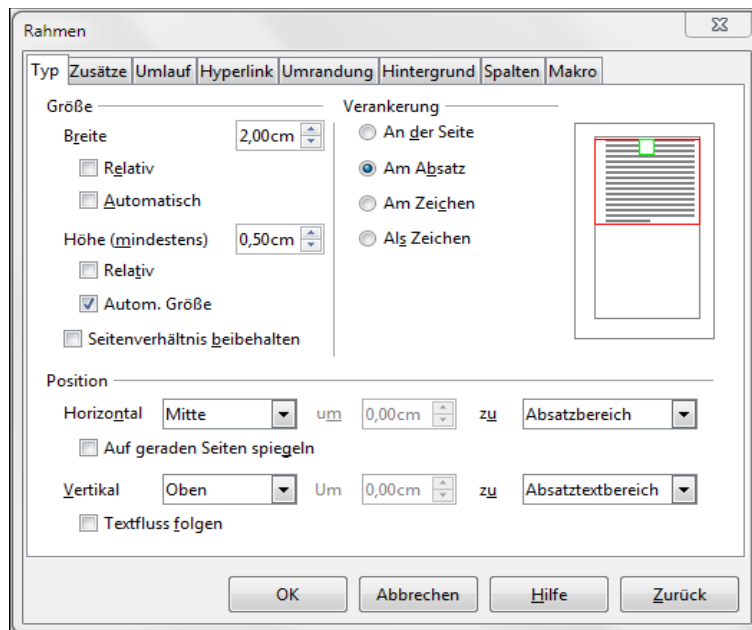 Rahmen
Typ Zusätze Umlauf Hyperlink Umrandung Hintergrund Spalten Makro
Größe
Breite 2,00cm
Relativ
Automatisch
Höhe (mindestens) 0,50cm
Relativ
Autom. Größe
Seitenverhältnis beibehalten
Verankerung
An der Seite
Am Absatz
Am Zeichen
Als Zeichen
Position
Horizontal Mitte um 0,00cm zu Absatzbereich
Auf geraden Seiten spiegeln
Vertikal Oben Um 0,00cm zu Absatztextbereich
Textfluss folgen
OK Abbrechen Hilfe Zurück